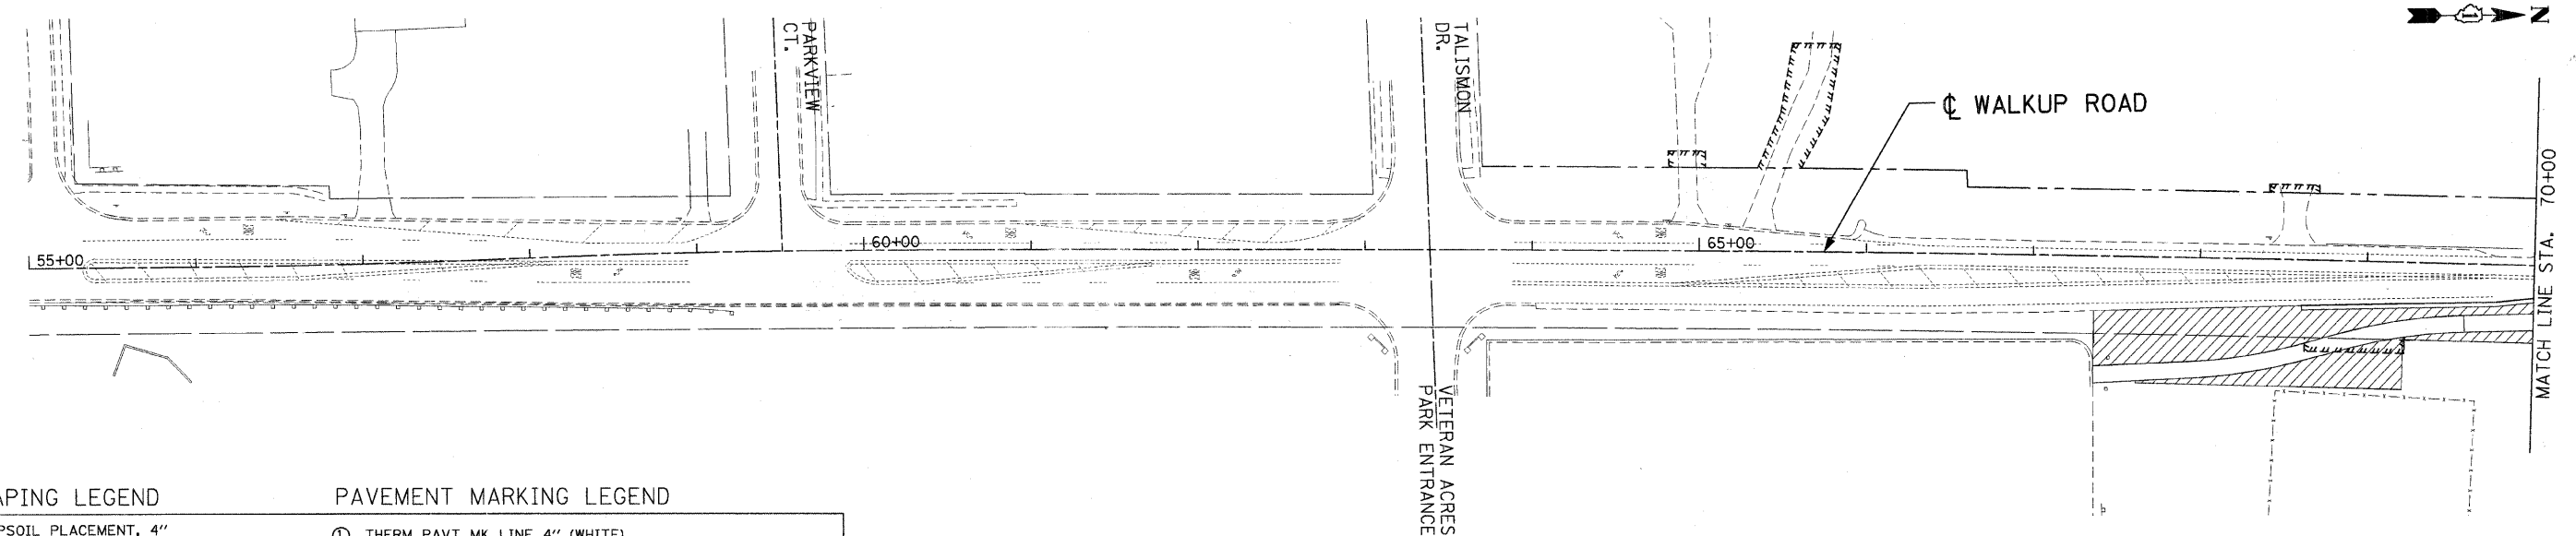 N
PARKVIEW
CT.
TALISMON
DR.
℄ WALKUP ROAD
55+00
60+00
65+00
MATCH LINE STA. 70+00
VETERAN ACRES
PARK ENTRANCE
APING LEGEND
PAVEMENT MARKING LEGEND
PSOIL PLACEMENT, 4"
① THERM PAVT MK LINE 4" (WHITE)